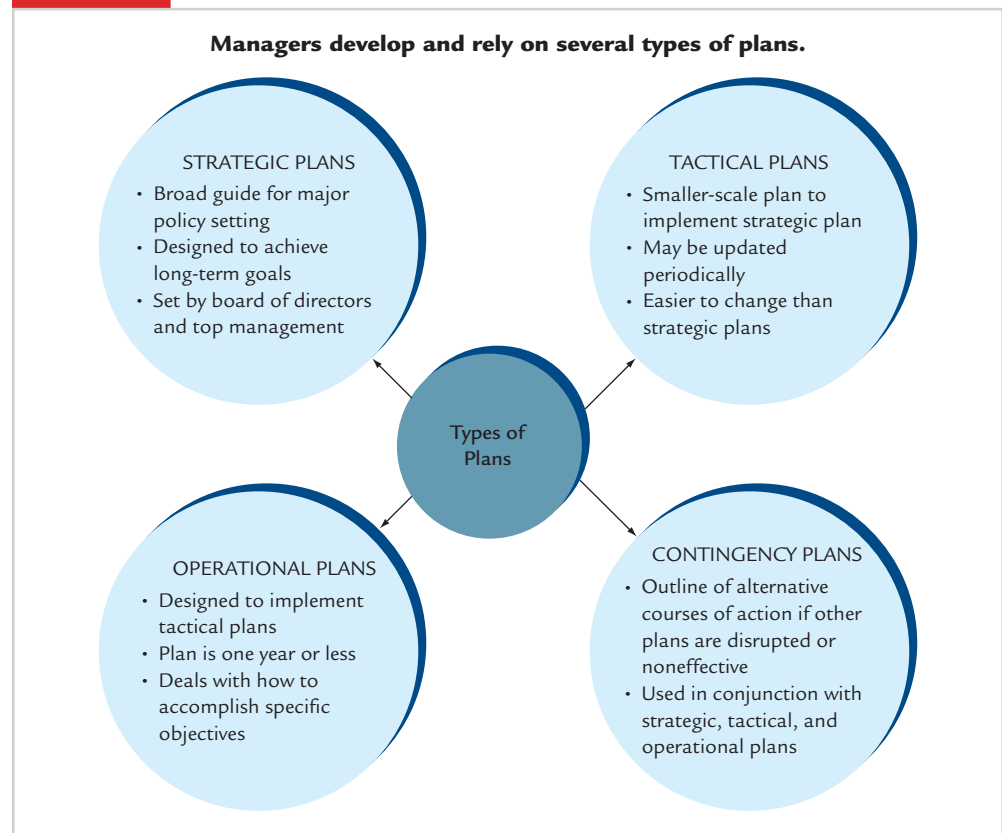 Managers develop and rely on several types of plans.
STRATEGIC PLANS
• Broad guide for major
policy setting
• Designed to achieve
long-term goals
• Set by board of directors
and top management
TACTICAL PLANS
• Smaller-scale plan to
implement strategic plan
• May be updated
periodically
• Easier to change than
strategic plans
Types of
Plans
OPERATIONAL PLANS
• Designed to implement
tactical plans
• Plan is one year or less
• Deals with how to
accomplish specific
objectives
CONTINGENCY PLANS
• Outline of alternative
courses of action if other
plans are disrupted or
noneffective
• Used in conjunction with
strategic, tactical, and
operational plans